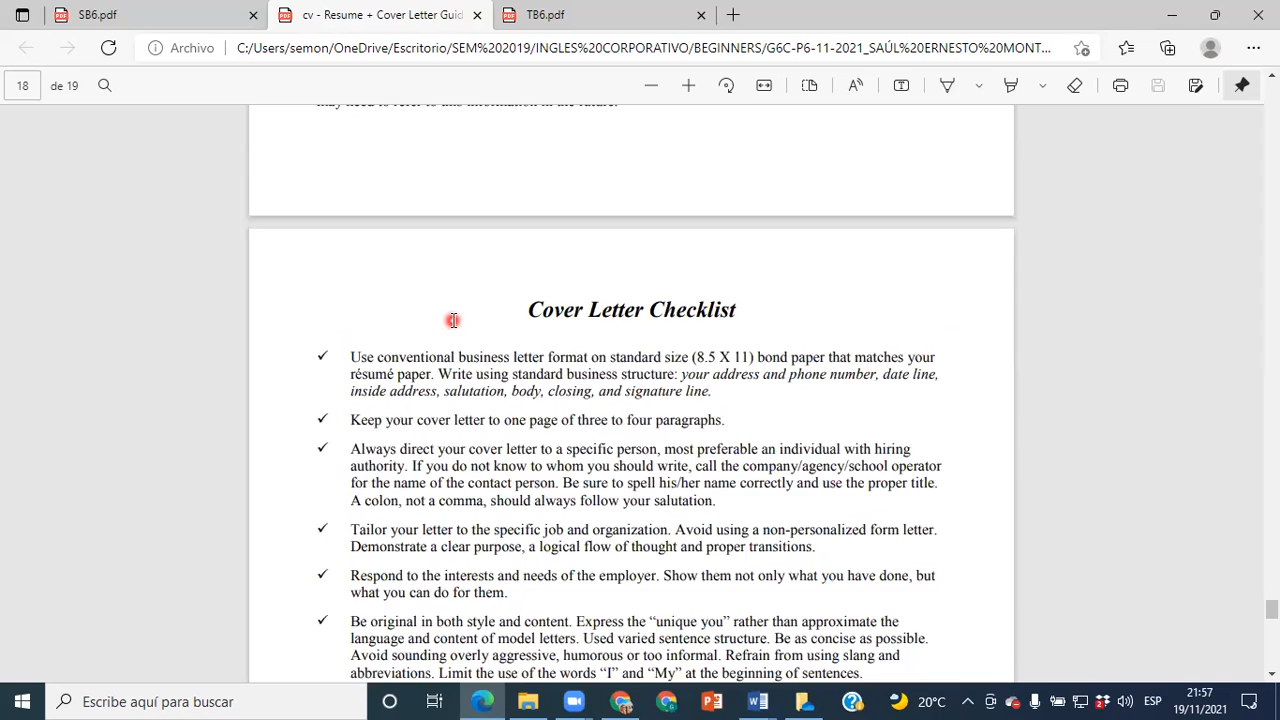 SB6.pdf
cv - Resume + Cover Letter Guid
TB6.pdf
Archivo
C:/Users/semon/OneDrive/Escritorio/SEM%202019/INGLES%20CORPORATIVO/BEGINNERS/G6C-P6-11-2021_SAÚL%20ERNESTO%20MONT...
18
de 19
may need to refer to this information in the future.
Cover Letter Checklist
✓ Use conventional business letter format on standard size (8.5 X 11) bond paper that matches your
résumé paper. Write using standard business structure: your address and phone number, date line,
inside address, salutation, body, closing, and signature line.
✓ Keep your cover letter to one page of three to four paragraphs.
✓ Always direct your cover letter to a specific person, most preferable an individual with hiring
authority. If you do not know to whom you should write, call the company/agency/school operator
for the name of the contact person. Be sure to spell his/her name correctly and use the proper title.
A colon, not a comma, should always follow your salutation.
✓ Tailor your letter to the specific job and organization. Avoid using a non-personalized form letter.
Demonstrate a clear purpose, a logical flow of thought and proper transitions.
✓ Respond to the interests and needs of the employer. Show them not only what you have done, but
what you can do for them.
✓ Be original in both style and content. Express the “unique you” rather than approximate the
language and content of model letters. Used varied sentence structure. Be as concise as possible.
Avoid sounding overly aggressive, humorous or too informal. Refrain from using slang and
abbreviations. Limit the use of the words “I” and “My” at the beginning of sentences.
Escribe aquí para buscar
20°C
ESP
21:57
19/11/2021